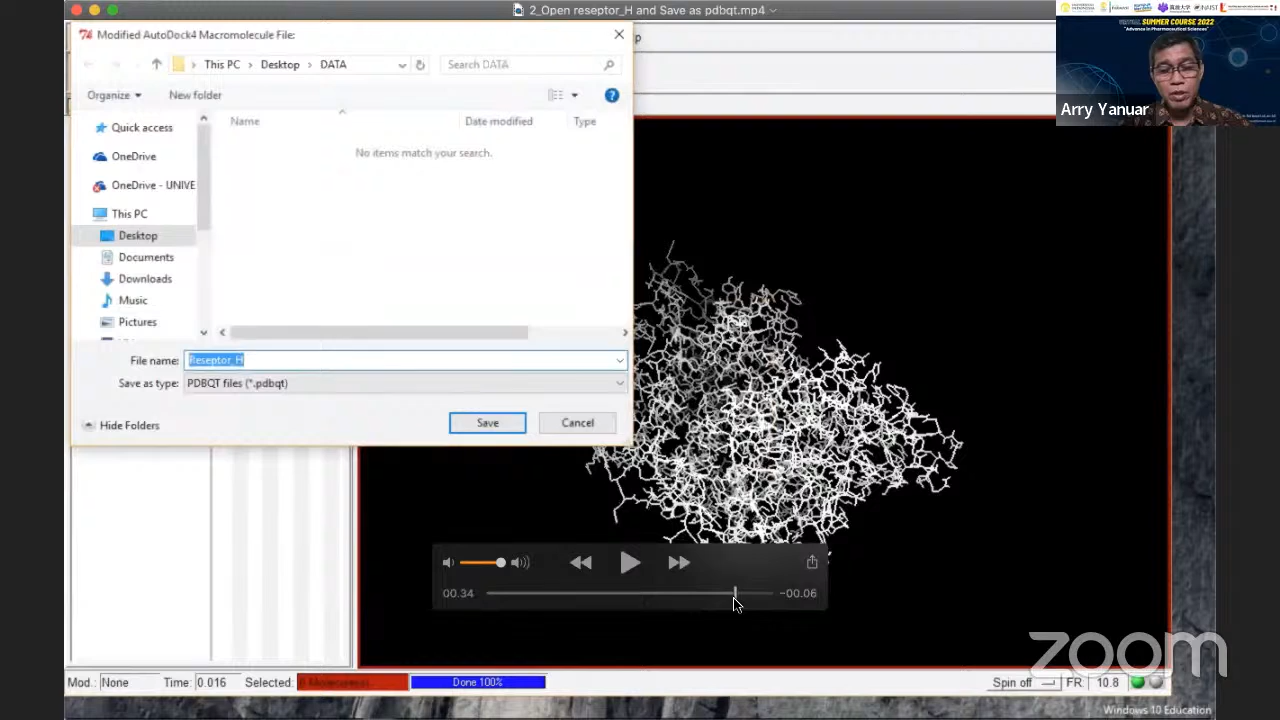 2_Open reseptor_H and Save as pdbqt.mp4
Modified AutoDock4 Macromolecule File:
This PC > Desktop > DATA
Search DATA
Organize
New folder
Name
Date modified
Type
No items match your search.
Quick access
OneDrive
OneDrive - UNIVE
This PC
Desktop
Documents
Downloads
Music
Pictures
File name: Reseptor_H
Save as type: PDBQT files (*.pdbqt)
Hide Folders
Save
Cancel
SUMMER COURSE 2022
"Advance in Pharmaceutical Sciences"
Arry Yanuar
00.34
-00.06
zoom
Mod.: None
Time: 0.016
Selected:
Done 100%
Spin off
FR: 10.8
Windows 10 Education